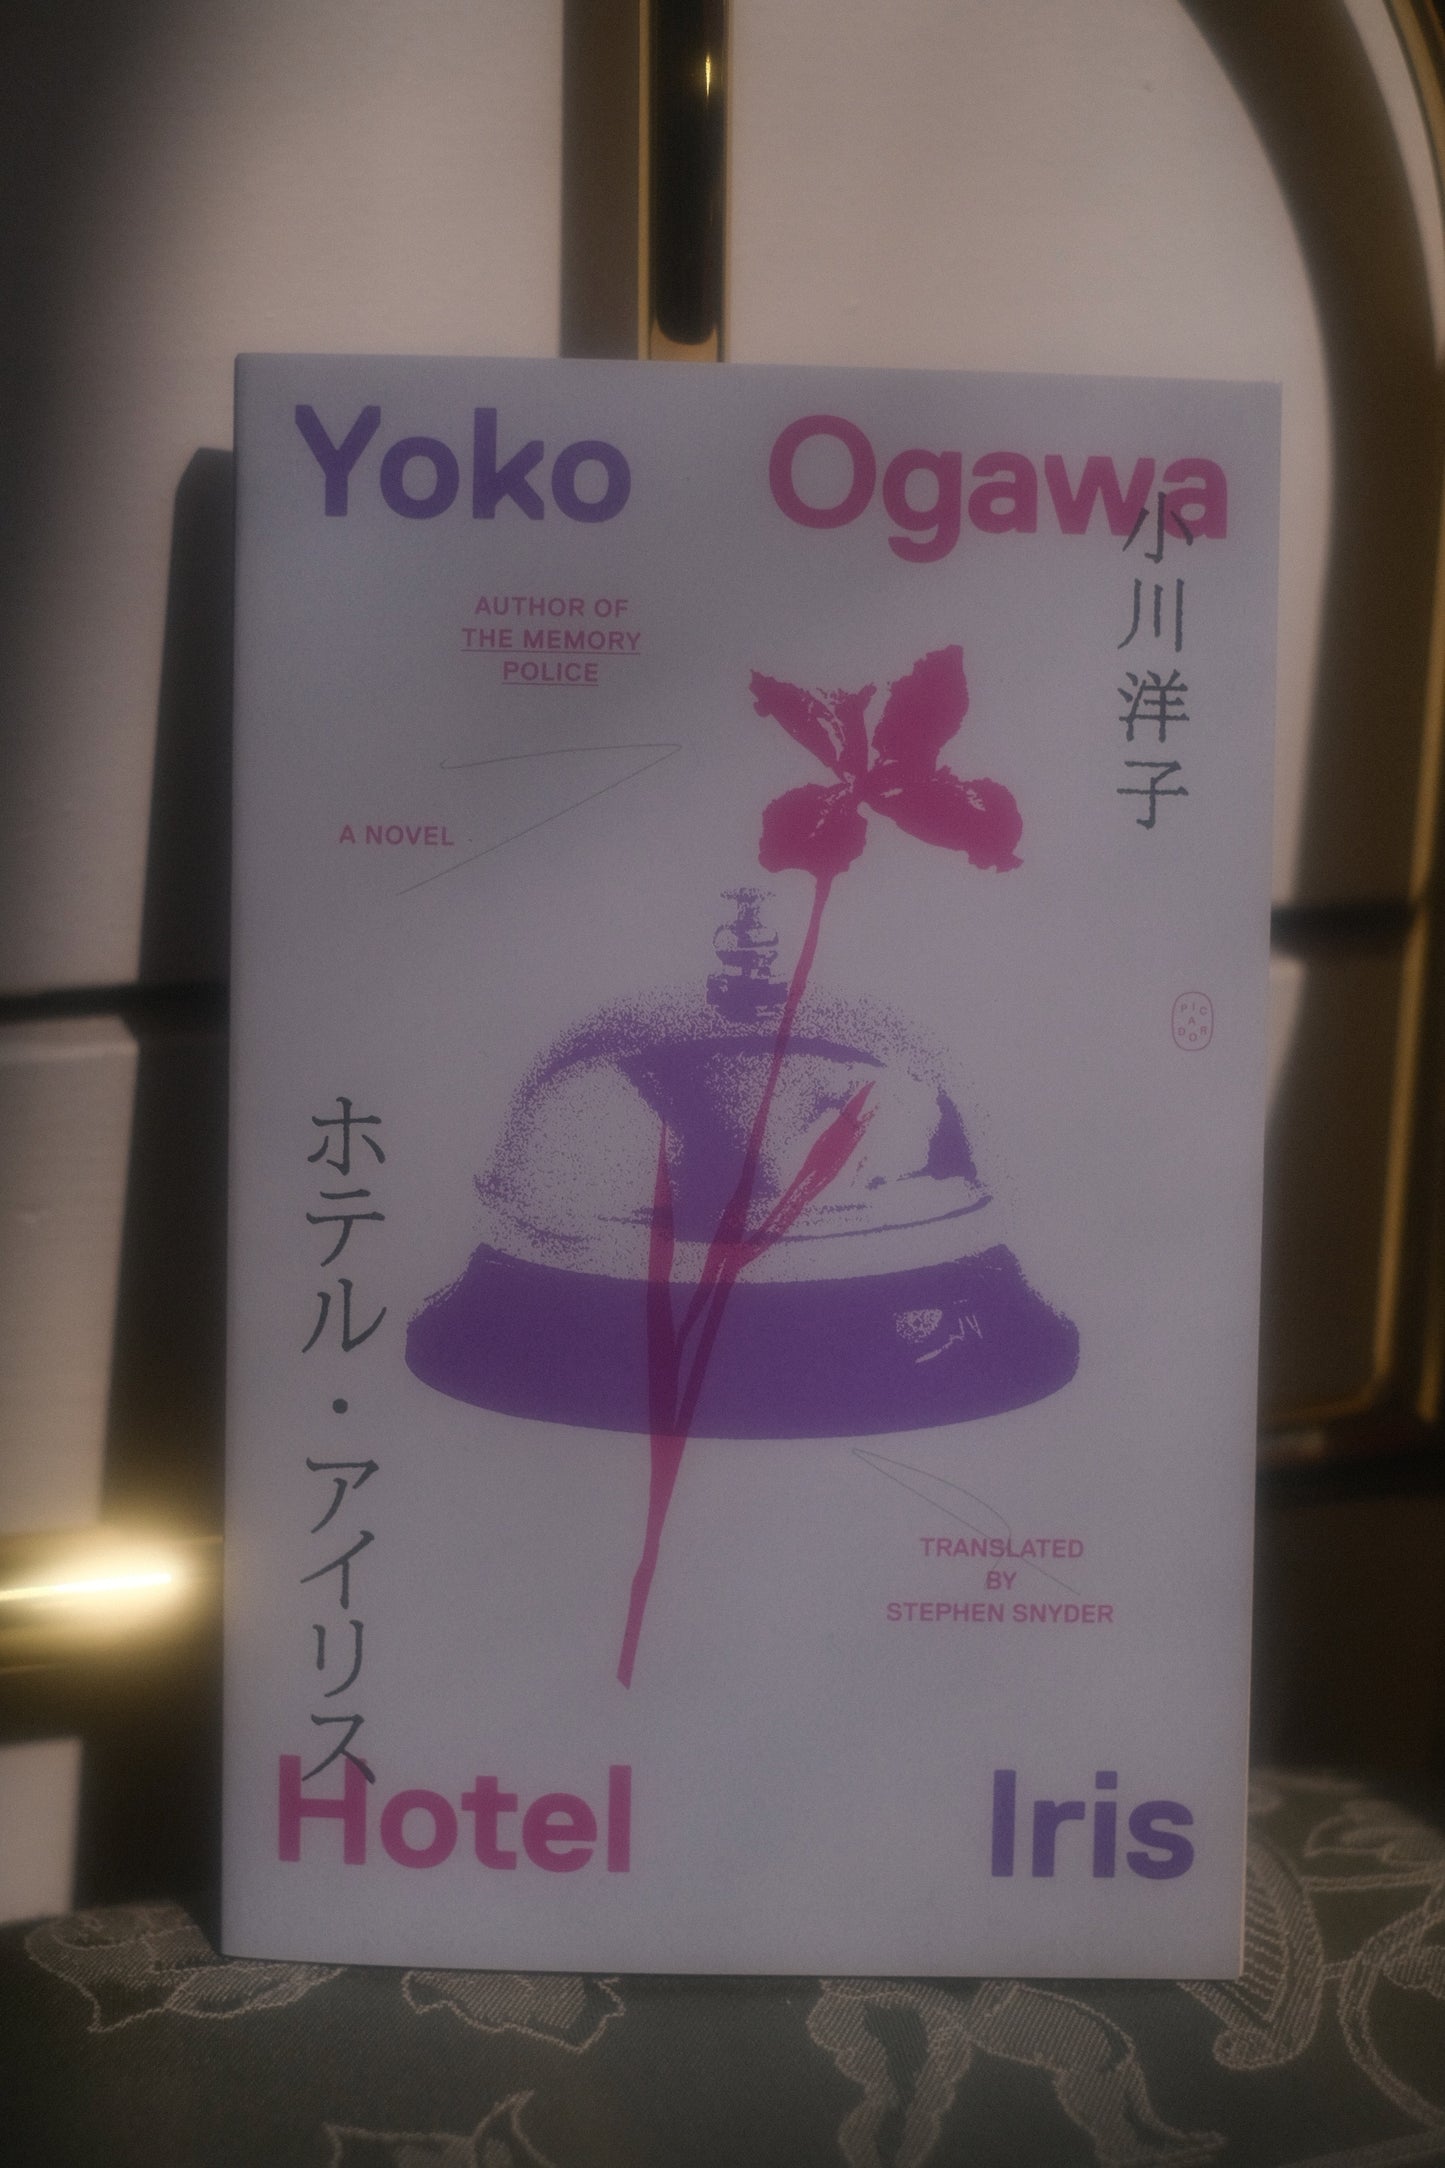 Yoko Ogawa
小川洋子
AUTHOR OF
THE MEMORY
POLICE
A NOVEL
PICADOR
ホテル・アイリス
TRANSLATED
BY
STEPHEN SNYDER
Hotel Iris